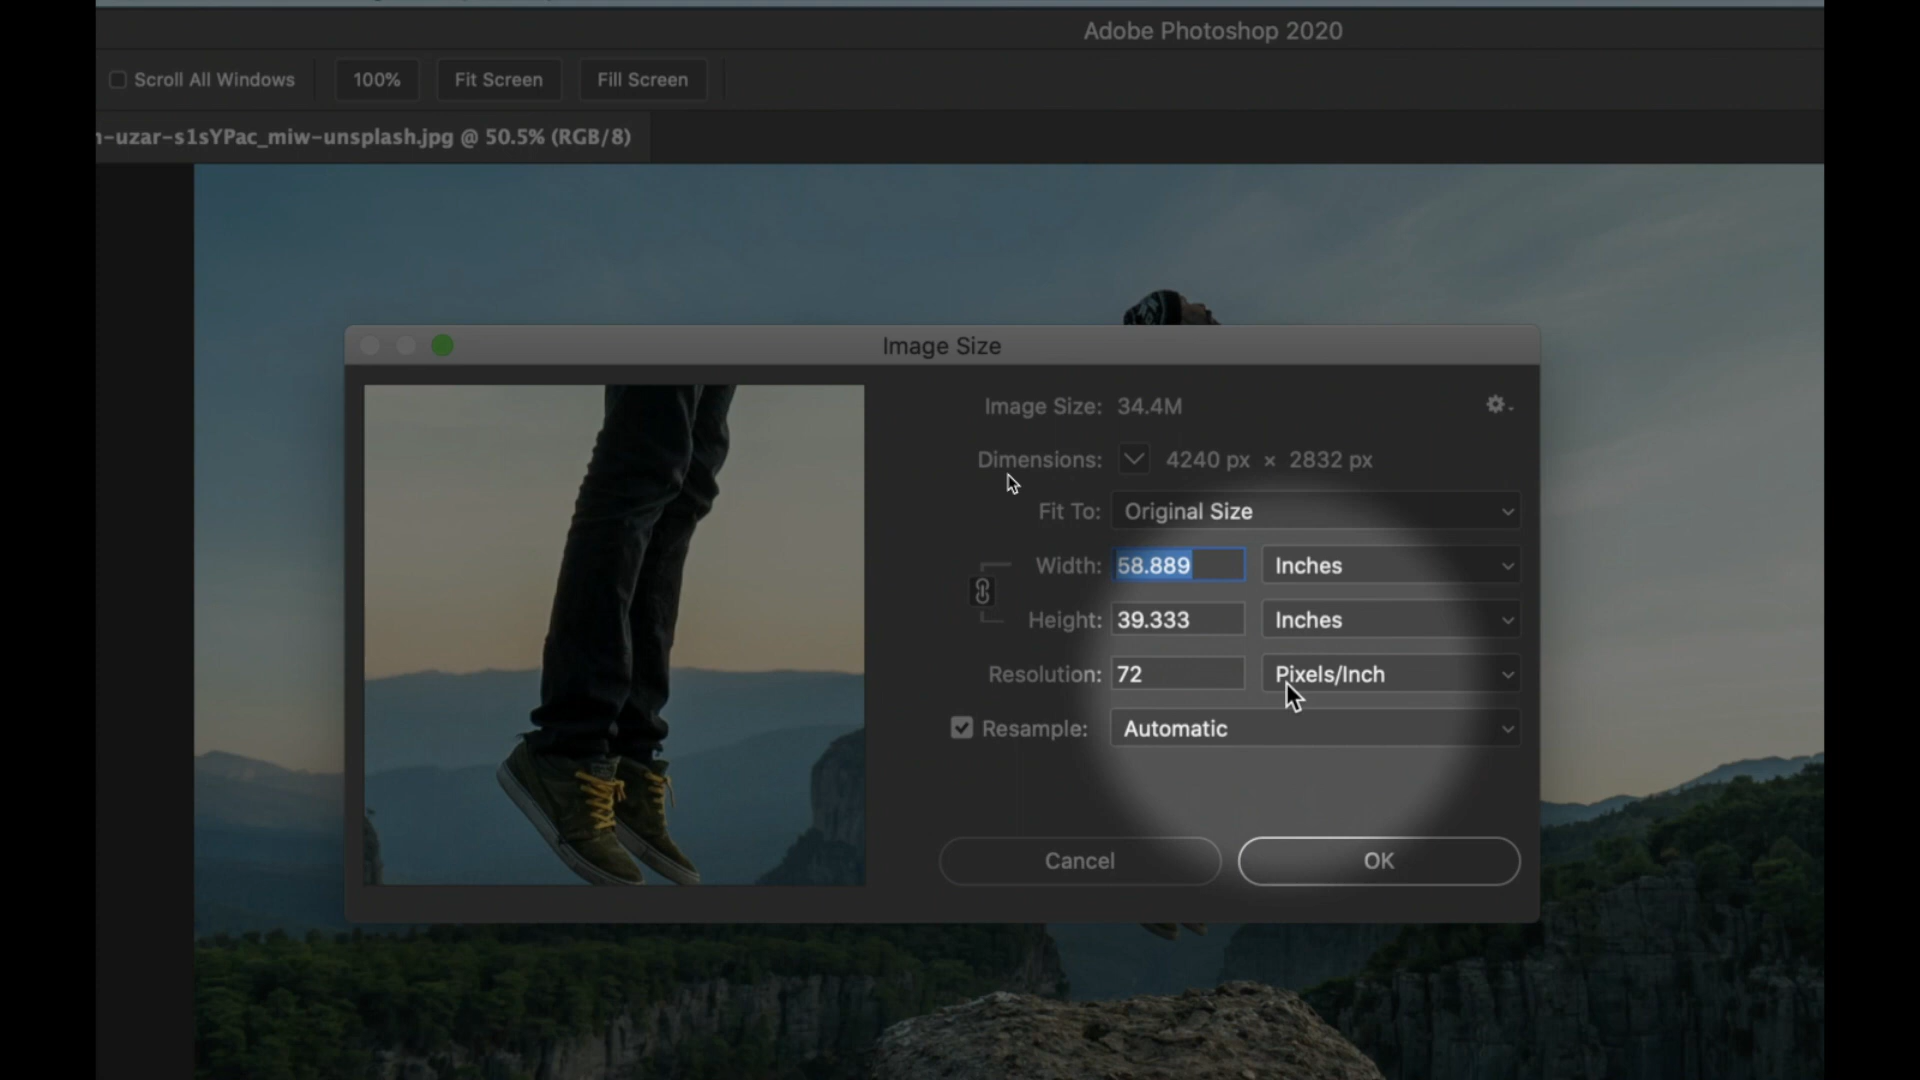 Adobe Photoshop 2020
Scroll All Windows 100% Fit Screen Fill Screen
-uzar-s1sYPac_miw-unsplash.jpg @ 50.5% (RGB/8)
Image Size
Image Size: 34.4M
Dimensions: 4240 px × 2832 px
Fit To: Original Size
Width: 58.889 Inches
Height: 39.333 Inches
Resolution: 72 Pixels/Inch
Resample: Automatic
Cancel OK